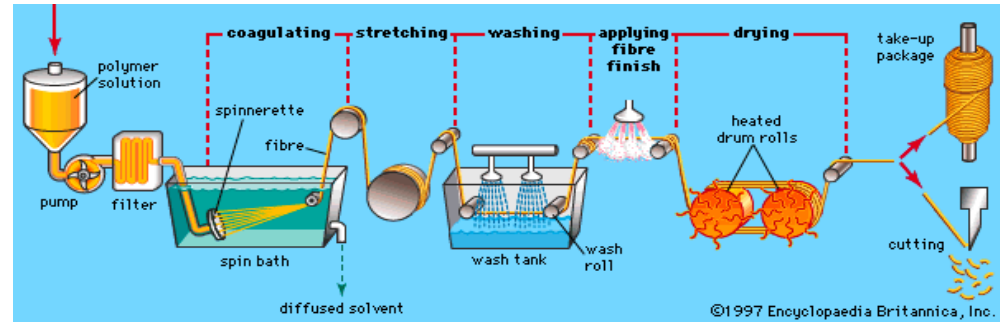 coagulating
stretching
washing
applying
fibre
finish
drying
take-up
package
polymer
solution
spinnerette
fibre
heated
drum rolls
pump
filter
spin bath
wash tank
wash
roll
cutting
diffused solvent
©1997 Encyclopaedia Britannica, Inc.